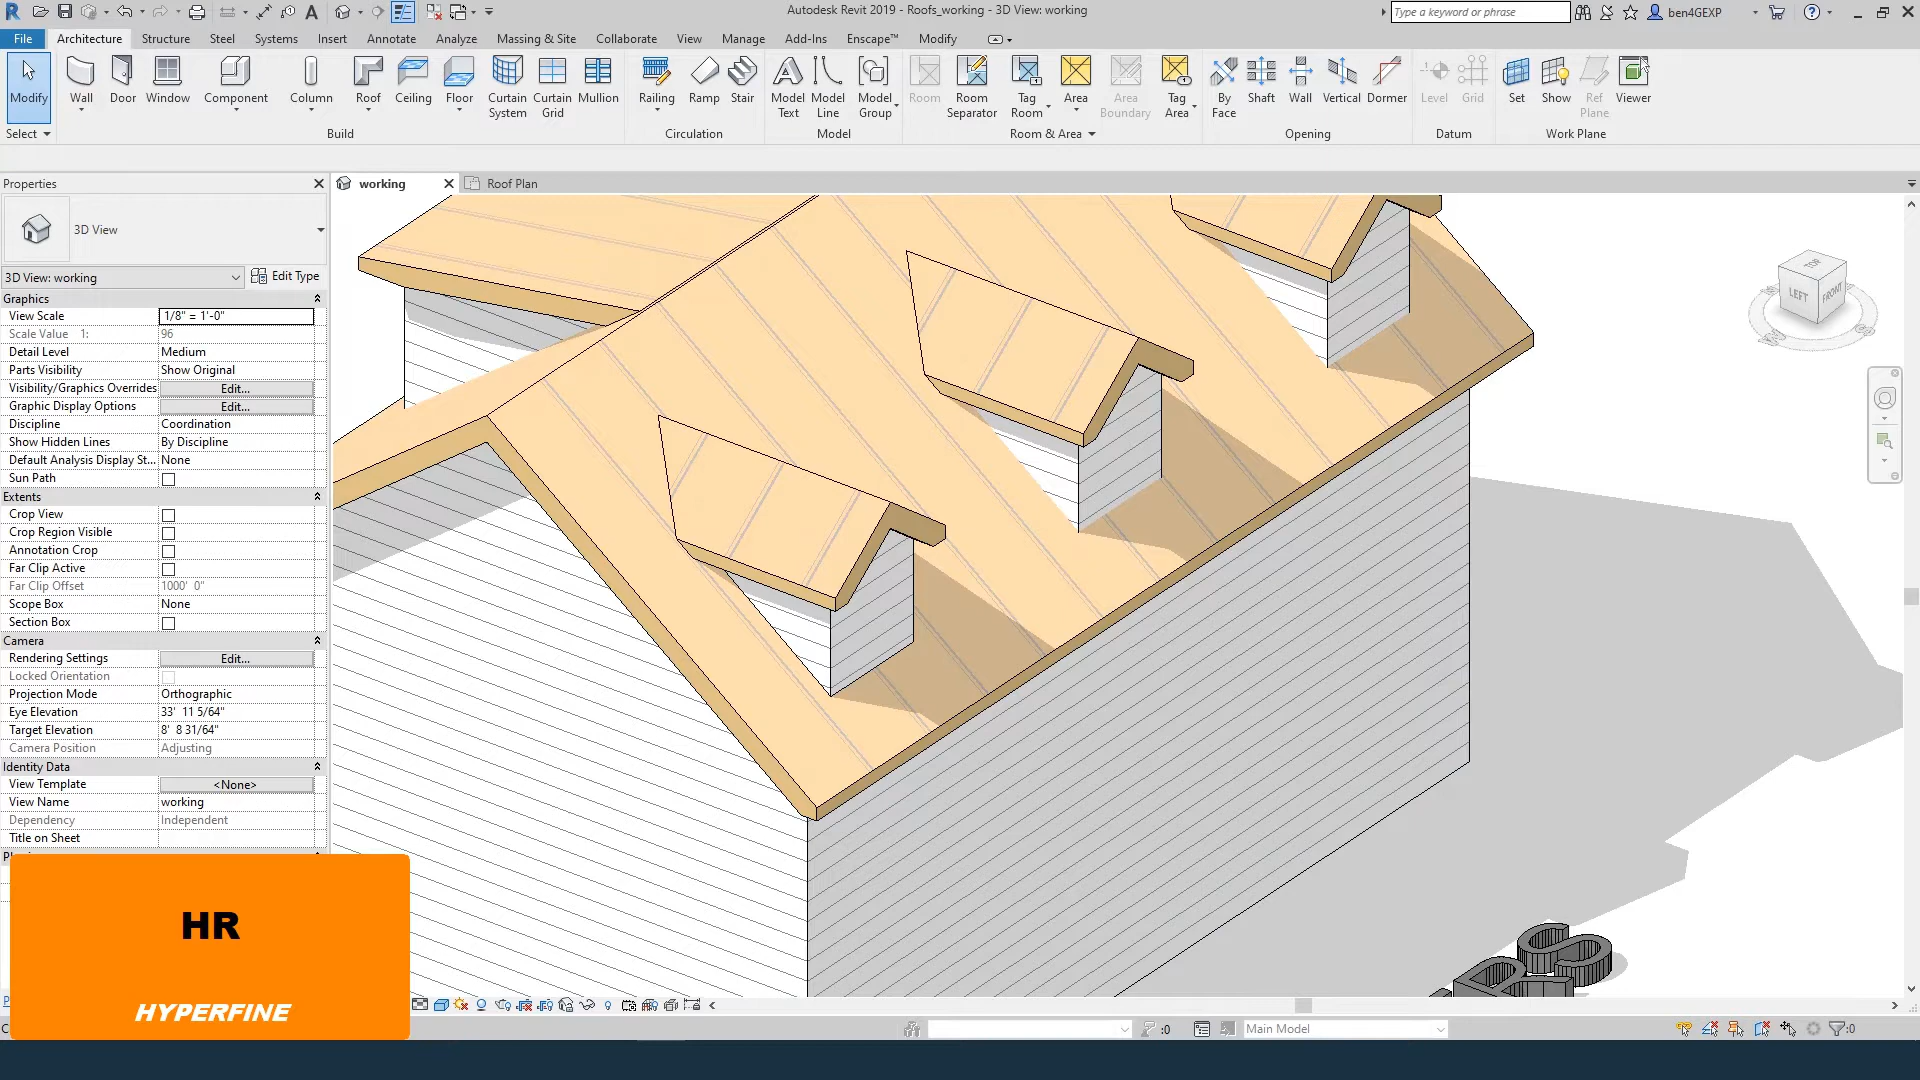 Autodesk Revit 2019 - Roofs_working - 3D View: working
Type a keyword or phrase
ben4GEXP
File Architecture Structure Steel Systems Insert Annotate Analyze Massing & Site Collaborate View Manage Add-Ins Enscape™ Modify
Modify Wall Door Window Component Column Roof Ceiling Floor Curtain System Curtain Grid Mullion Railing Ramp Stair Model Text Model Line Model Group Room Room Separator Tag Room Area Area Boundary Tag Area By Face Shaft Wall Vertical Dormer Level Grid Set Show Ref Plane Viewer
Select Build Circulation Model Room & Area Opening Datum Work Plane
Properties
working Roof Plan
3D View
3D View: working Edit Type
Graphics
View Scale 1/8" = 1'-0"
Scale Value 1: 96
Detail Level Medium
Parts Visibility Show Original
Visibility/Graphics Overrides Edit...
Graphic Display Options Edit...
Discipline Coordination
Show Hidden Lines By Discipline
Default Analysis Display St... None
Sun Path
Extents
Crop View
Crop Region Visible
Annotation Crop
Far Clip Active
Far Clip Offset 1000' 0"
Scope Box None
Section Box
Camera
Rendering Settings Edit...
Locked Orientation
Projection Mode Orthographic
Eye Elevation 33' 11 5/64"
Target Elevation 8' 8 31/64"
Camera Position Adjusting
Identity Data
View Template <None>
View Name working
Dependency Independent
Title on Sheet
TOP
LEFT FRONT
HR
HYPERFINE
:0
Main Model
:0